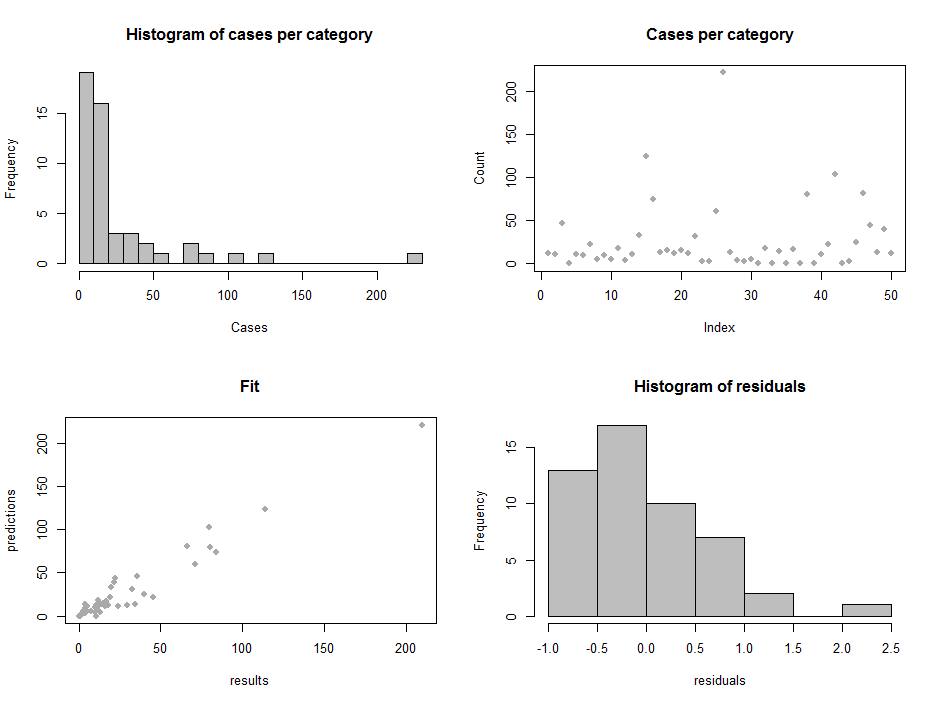 Histogram of cases per category
Frequency
15
10
5
0
0 50 100 150 200
Cases
Cases per category
Count
200
150
100
50
0
0 10 20 30 40 50
Index
Fit
predictions
200
150
100
50
0
0 50 100 150 200
results
Histogram of residuals
Frequency
15
10
5
0
-1.0 -0.5 0.0 0.5 1.0 1.5 2.0 2.5
residuals